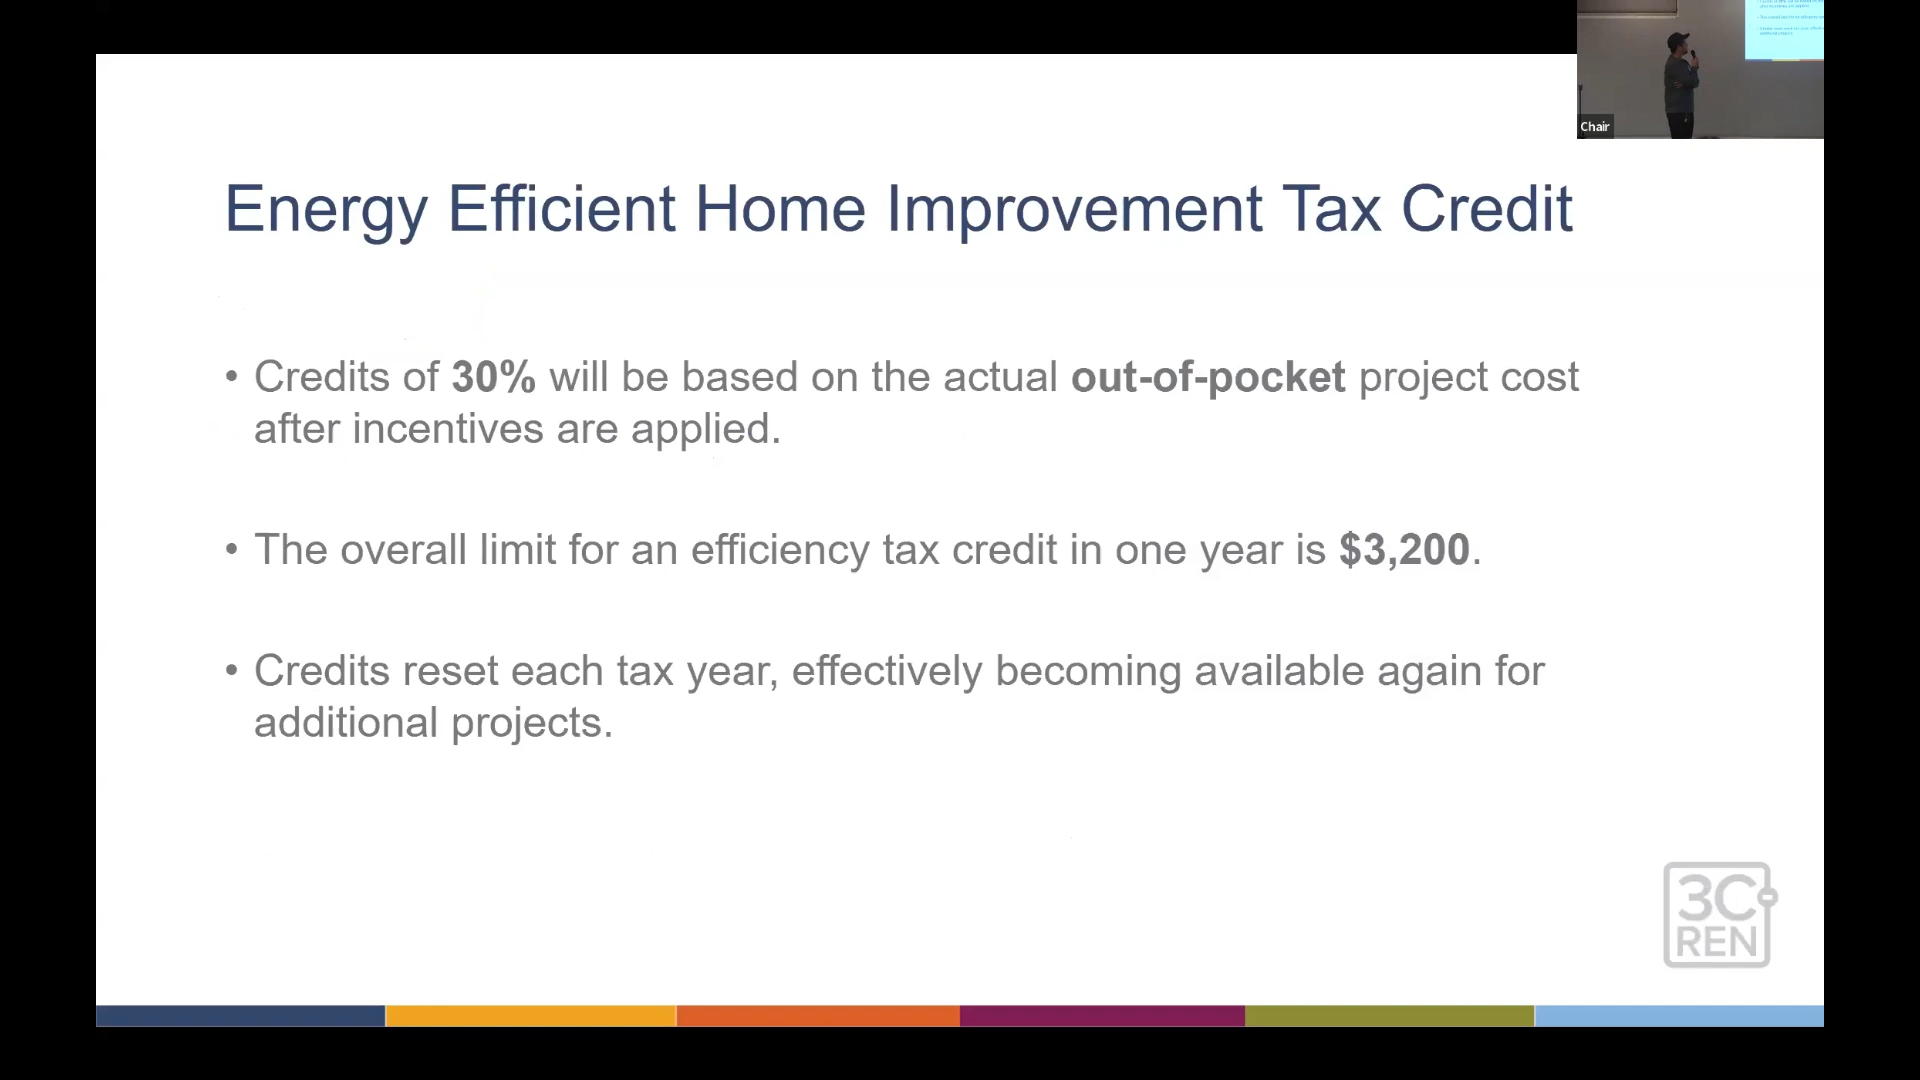 Chair
Energy Efficient Home Improvement Tax Credit
• Credits of 30% will be based on the actual out-of-pocket project cost
after incentives are applied.
• The overall limit for an efficiency tax credit in one year is $3,200.
• Credits reset each tax year, effectively becoming available again for
additional projects.
3C-
REN